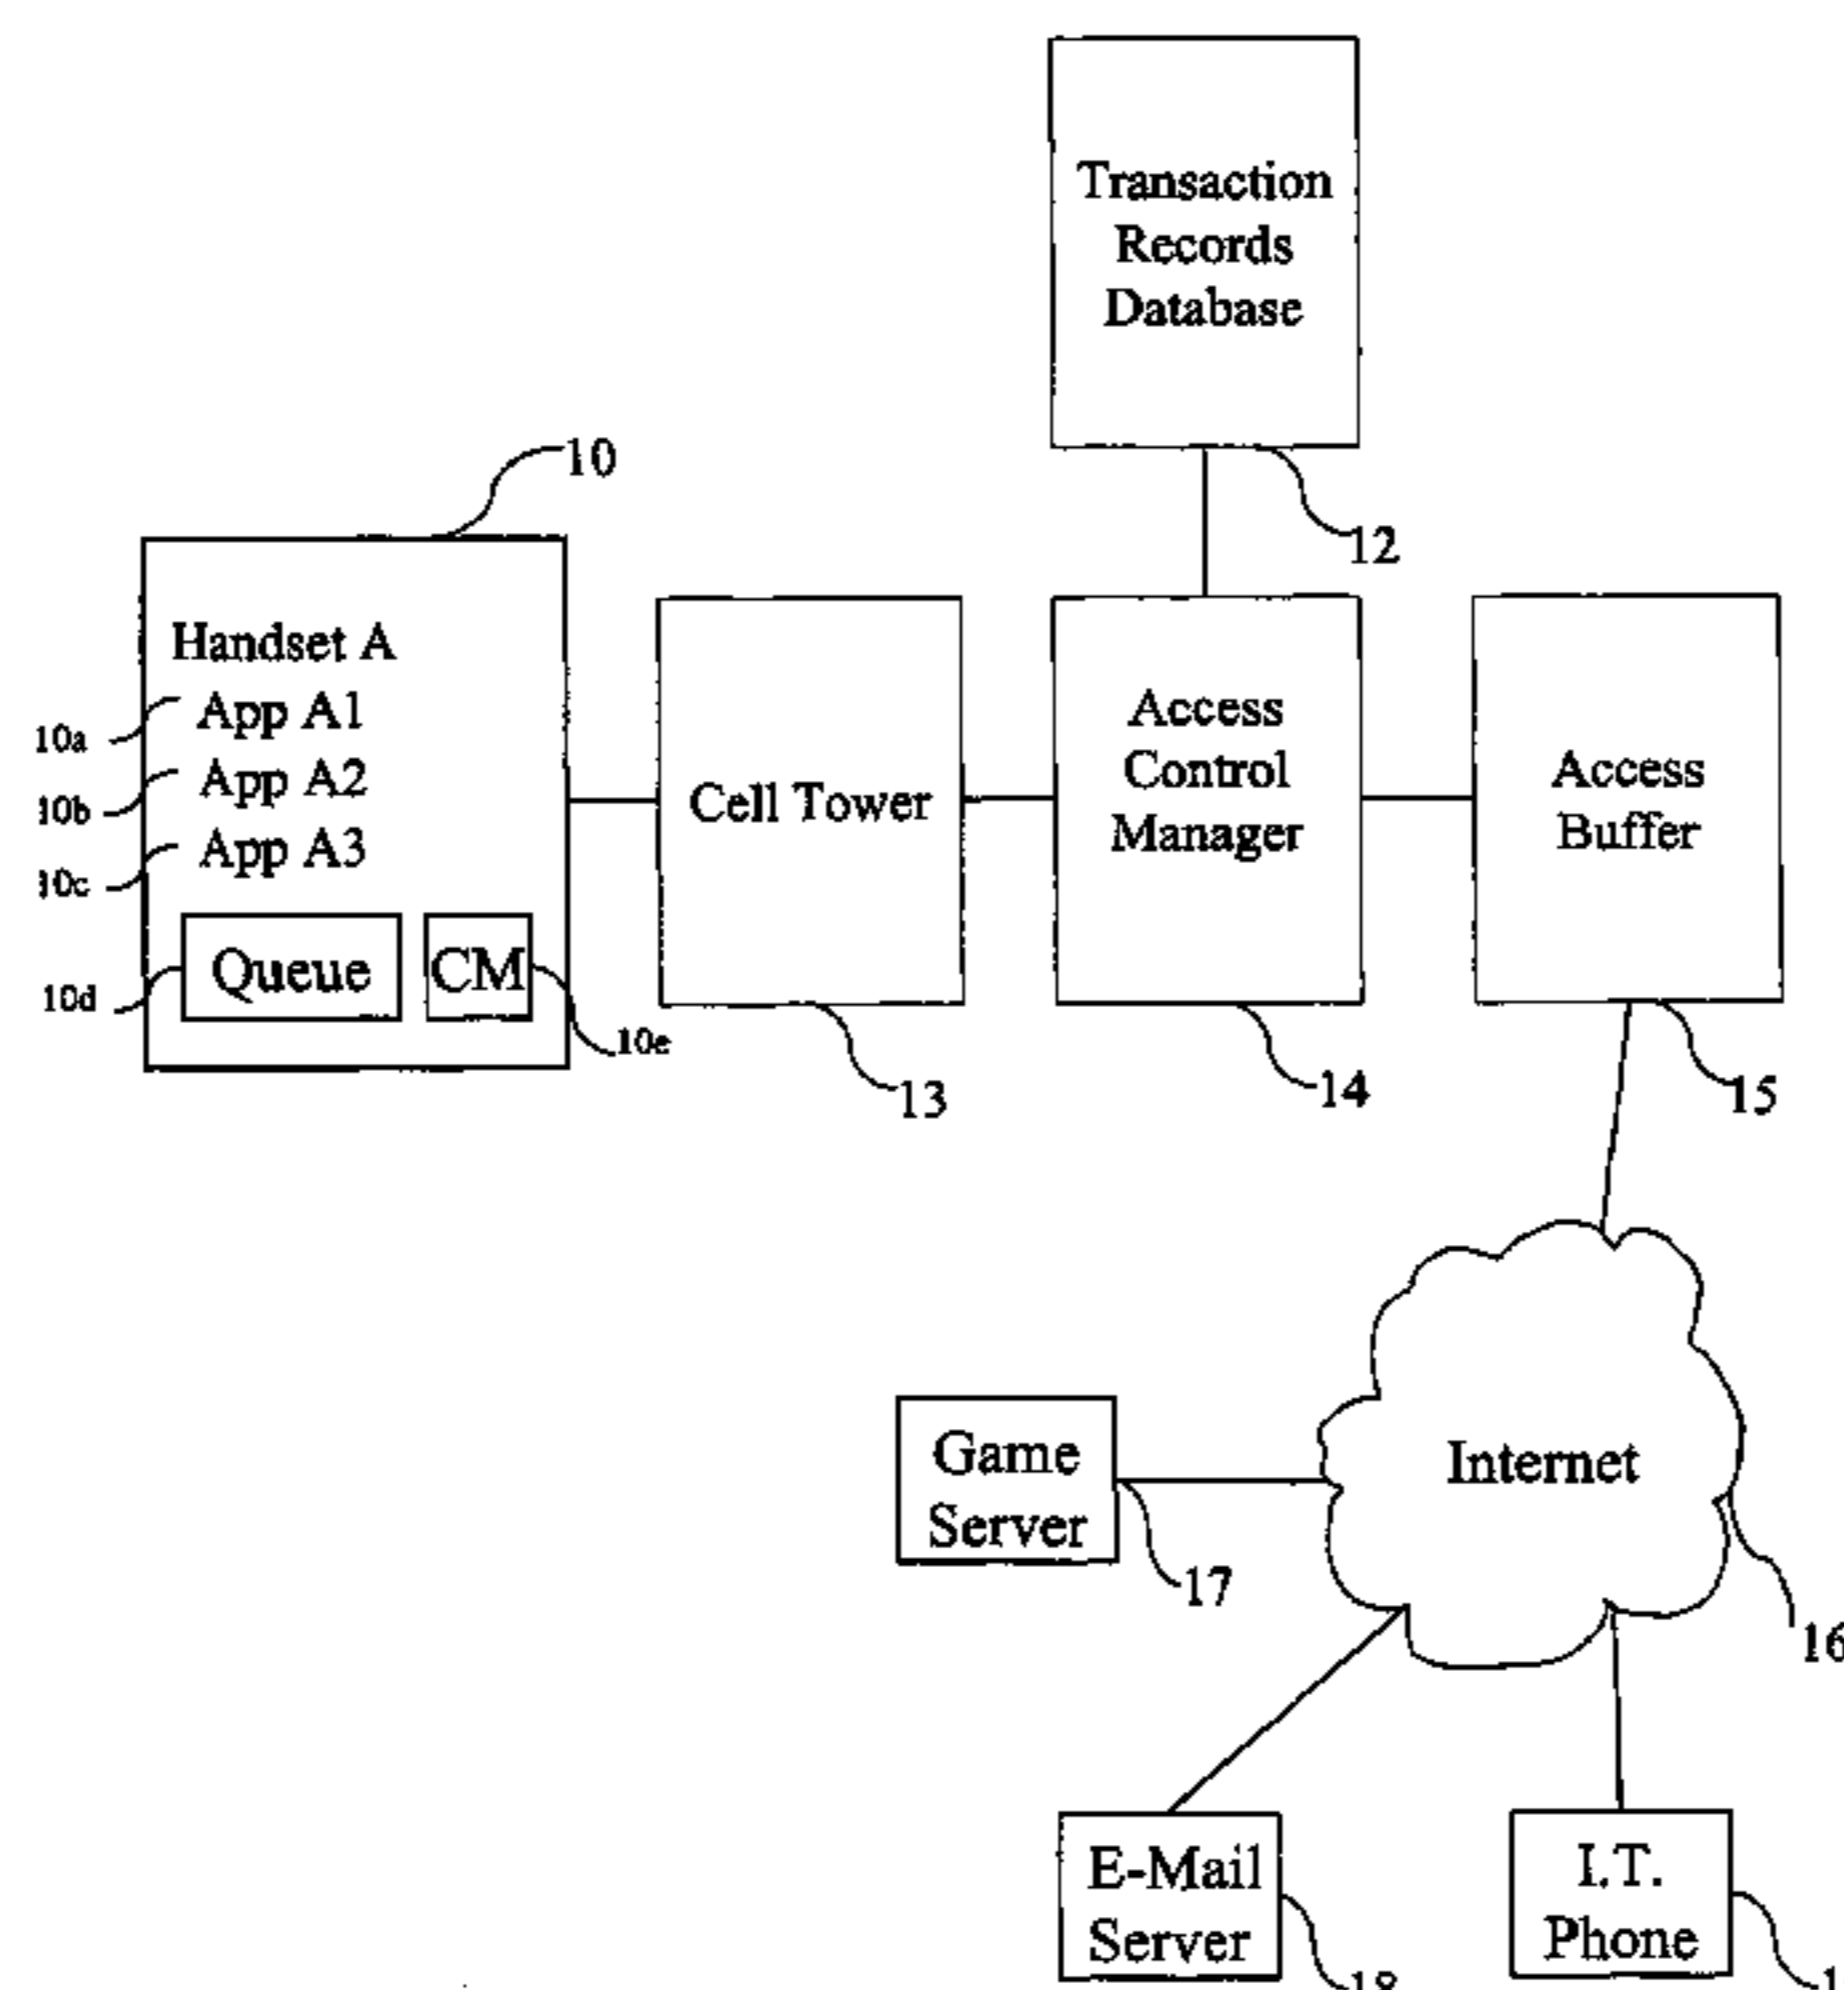 Transaction
Records
Database
10
12
Handset A
10a
App A1
10b
App A2
10c
App A3
10d
Queue
CM
10e
Cell Tower
13
Access
Control
Manager
14
Access
Buffer
15
Internet
16
Game
Server
17
E-Mail
Server
18
I.T.
Phone